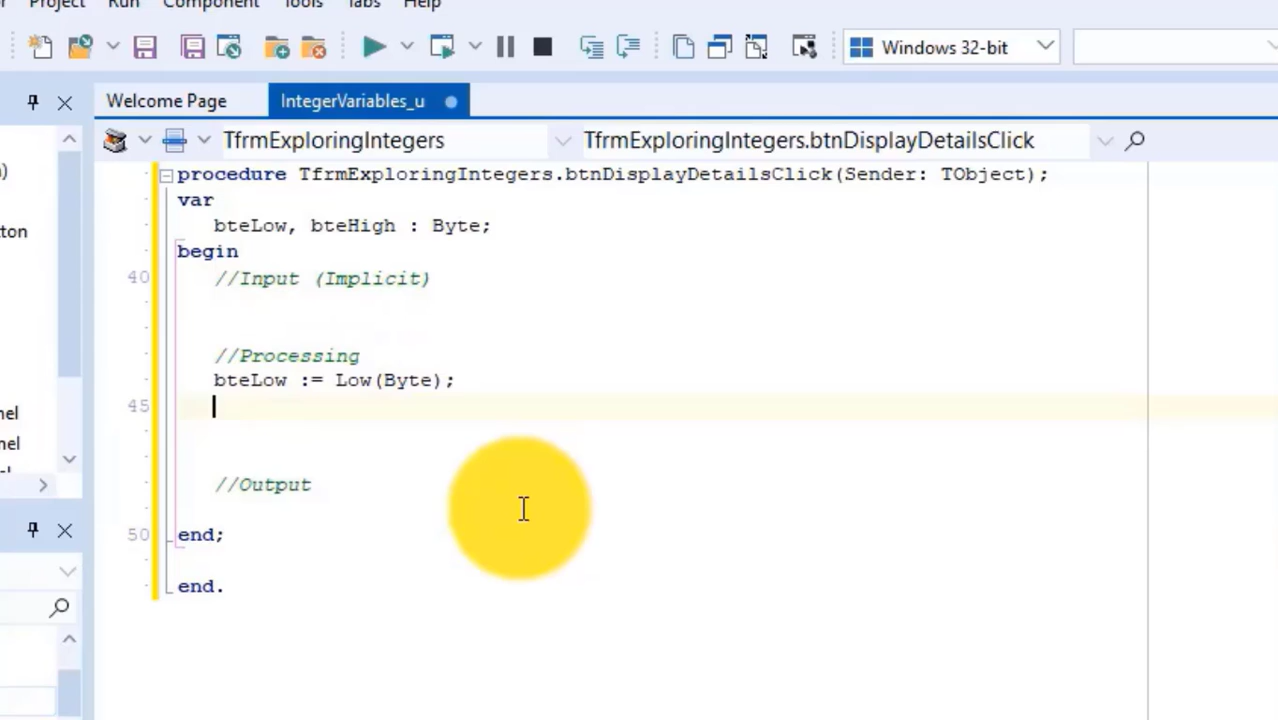 Project Run Component Tools Tabs Help
Windows 32-bit
Welcome Page IntegerVariables_u
TfrmExploringIntegers TfrmExploringIntegers.btnDisplayDetailsClick
procedure TfrmExploringIntegers.btnDisplayDetailsClick(Sender: TObject);
var
bteLow, bteHigh : Byte;
begin
40 //Input (Implicit)
//Processing
bteLow := Low(Byte);
45
//Output
50 end;
end.